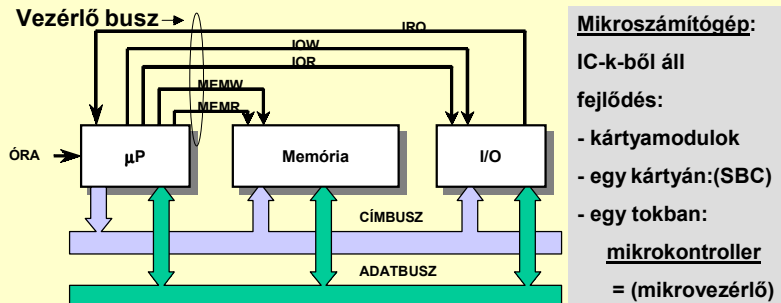 Vezérlő busz
IRQ
IOW
IOR
MEMW
MEMR
ÓRA
µP
Memória
I/O
CÍMBUSZ
ADATBUSZ
Mikroszámítógép:
IC-k-ből áll
fejlődés:
- kártyamodulok
- egy kártyán:(SBC)
- egy tokban:
mikrokontroller
= (mikrovezérlő)